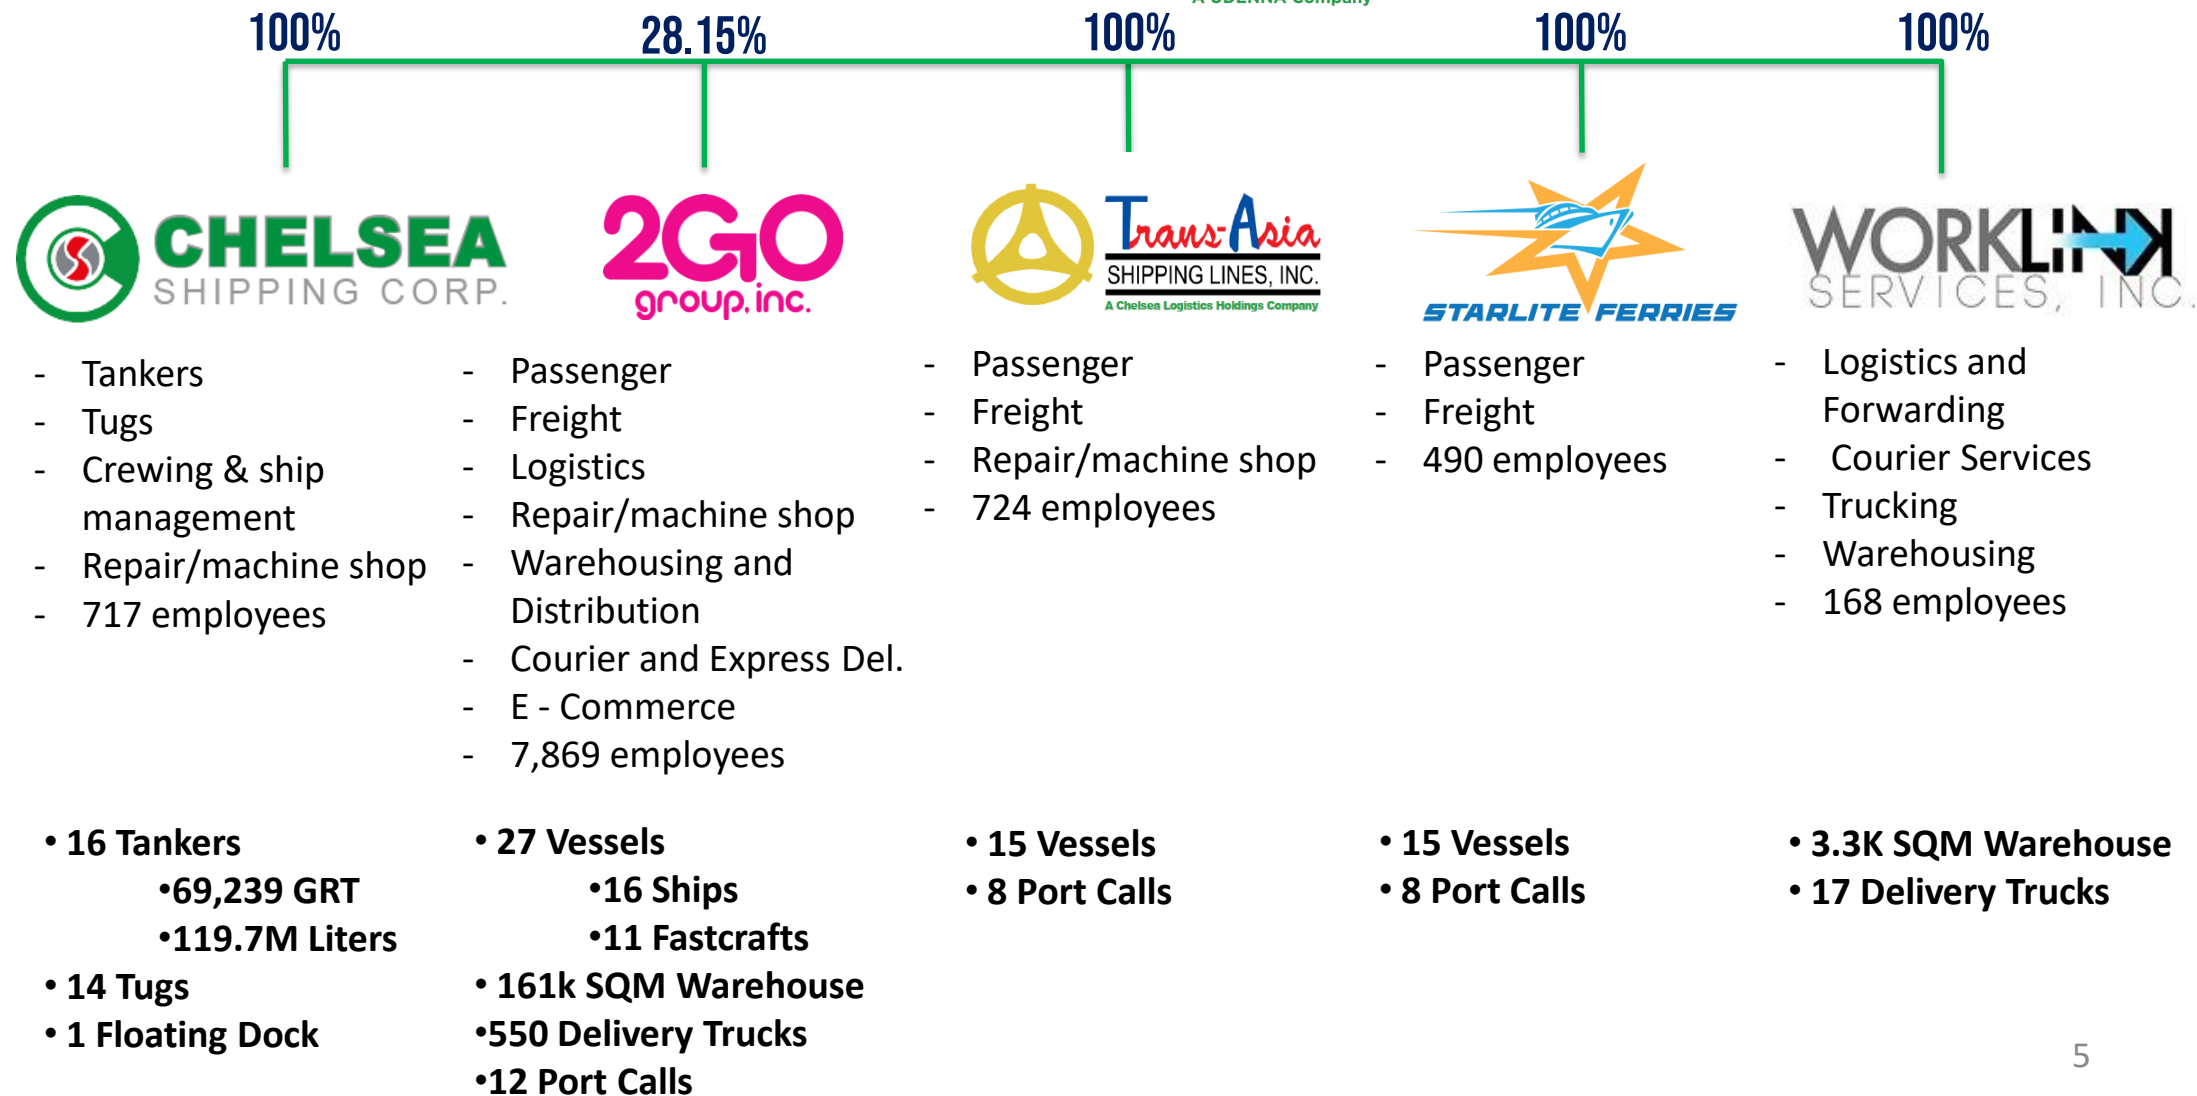 A UDENNA Company
100%
28.15%
100%
100%
100%
CHELSEA
SHIPPING CORP.
2GO
group, inc.
Trans-Asia
SHIPPING LINES, INC.
A Chelsea Logistics Holdings Company
STARLITE FERRIES
WORKLINK
SERVICES, INC.
- Tankers
- Tugs
- Crewing & ship
management
- Repair/machine shop
- 717 employees
- Passenger
- Freight
- Logistics
- Repair/machine shop
- Warehousing and
Distribution
- Courier and Express Del.
- E - Commerce
- 7,869 employees
- Passenger
- Freight
- Repair/machine shop
- 724 employees
- Passenger
- Freight
- 490 employees
- Logistics and
Forwarding
- Courier Services
- Trucking
- Warehousing
- 168 employees
• 16 Tankers
•69,239 GRT
•119.7M Liters
• 14 Tugs
• 1 Floating Dock
• 27 Vessels
•16 Ships
•11 Fastcrafts
• 161k SQM Warehouse
•550 Delivery Trucks
•12 Port Calls
• 15 Vessels
• 8 Port Calls
• 15 Vessels
• 8 Port Calls
• 3.3K SQM Warehouse
• 17 Delivery Trucks
5